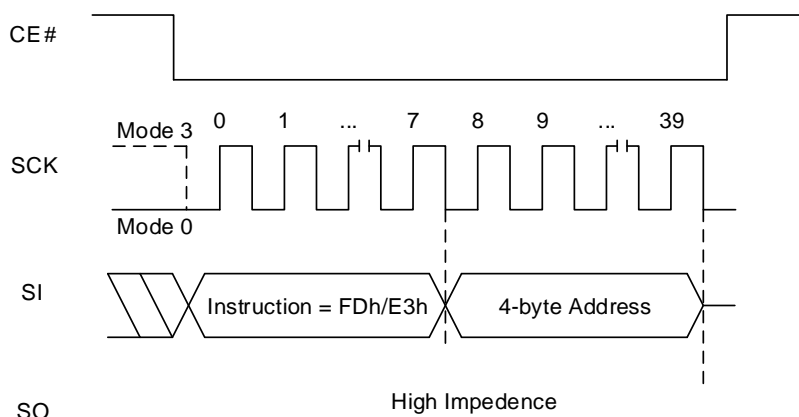 CE#
0 1 ... 7 8 9 ... 39
Mode 3
SCK
Mode 0
SI
Instruction = FDh/E3h
4-byte Address
High Impedence
SO